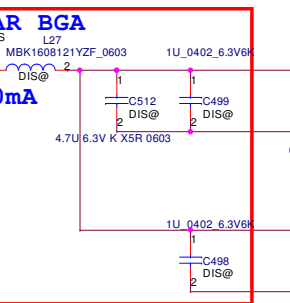 AR BGA
S
L27
MBK1608121YZF_0603
1U_0402_6.3V6K
2
DIS@
0mA
1
1
C512
C499
DIS@
DIS@
2
2
4.7U 6.3V K X5R 0603
1U_0402_6.3V6K
1
C498
DIS@
2